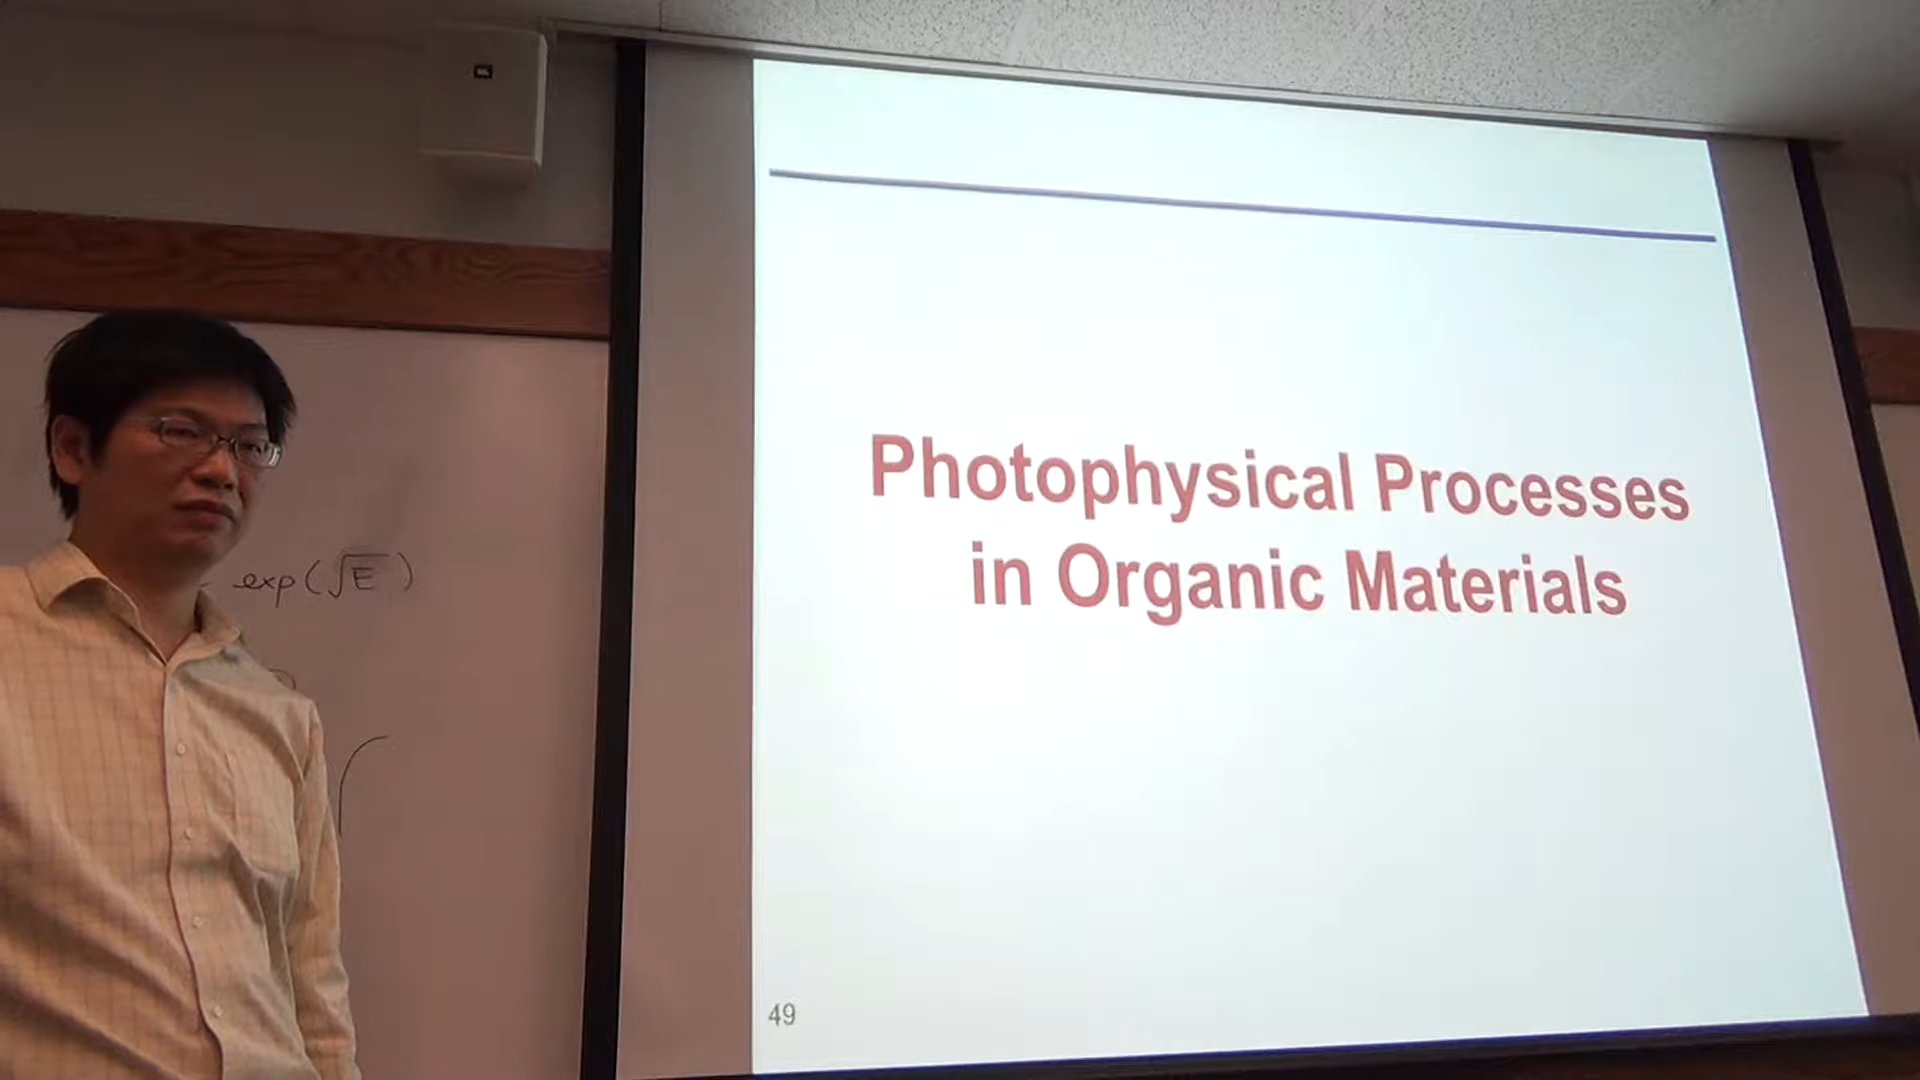 exp(√E)
Photophysical Processes
in Organic Materials
49